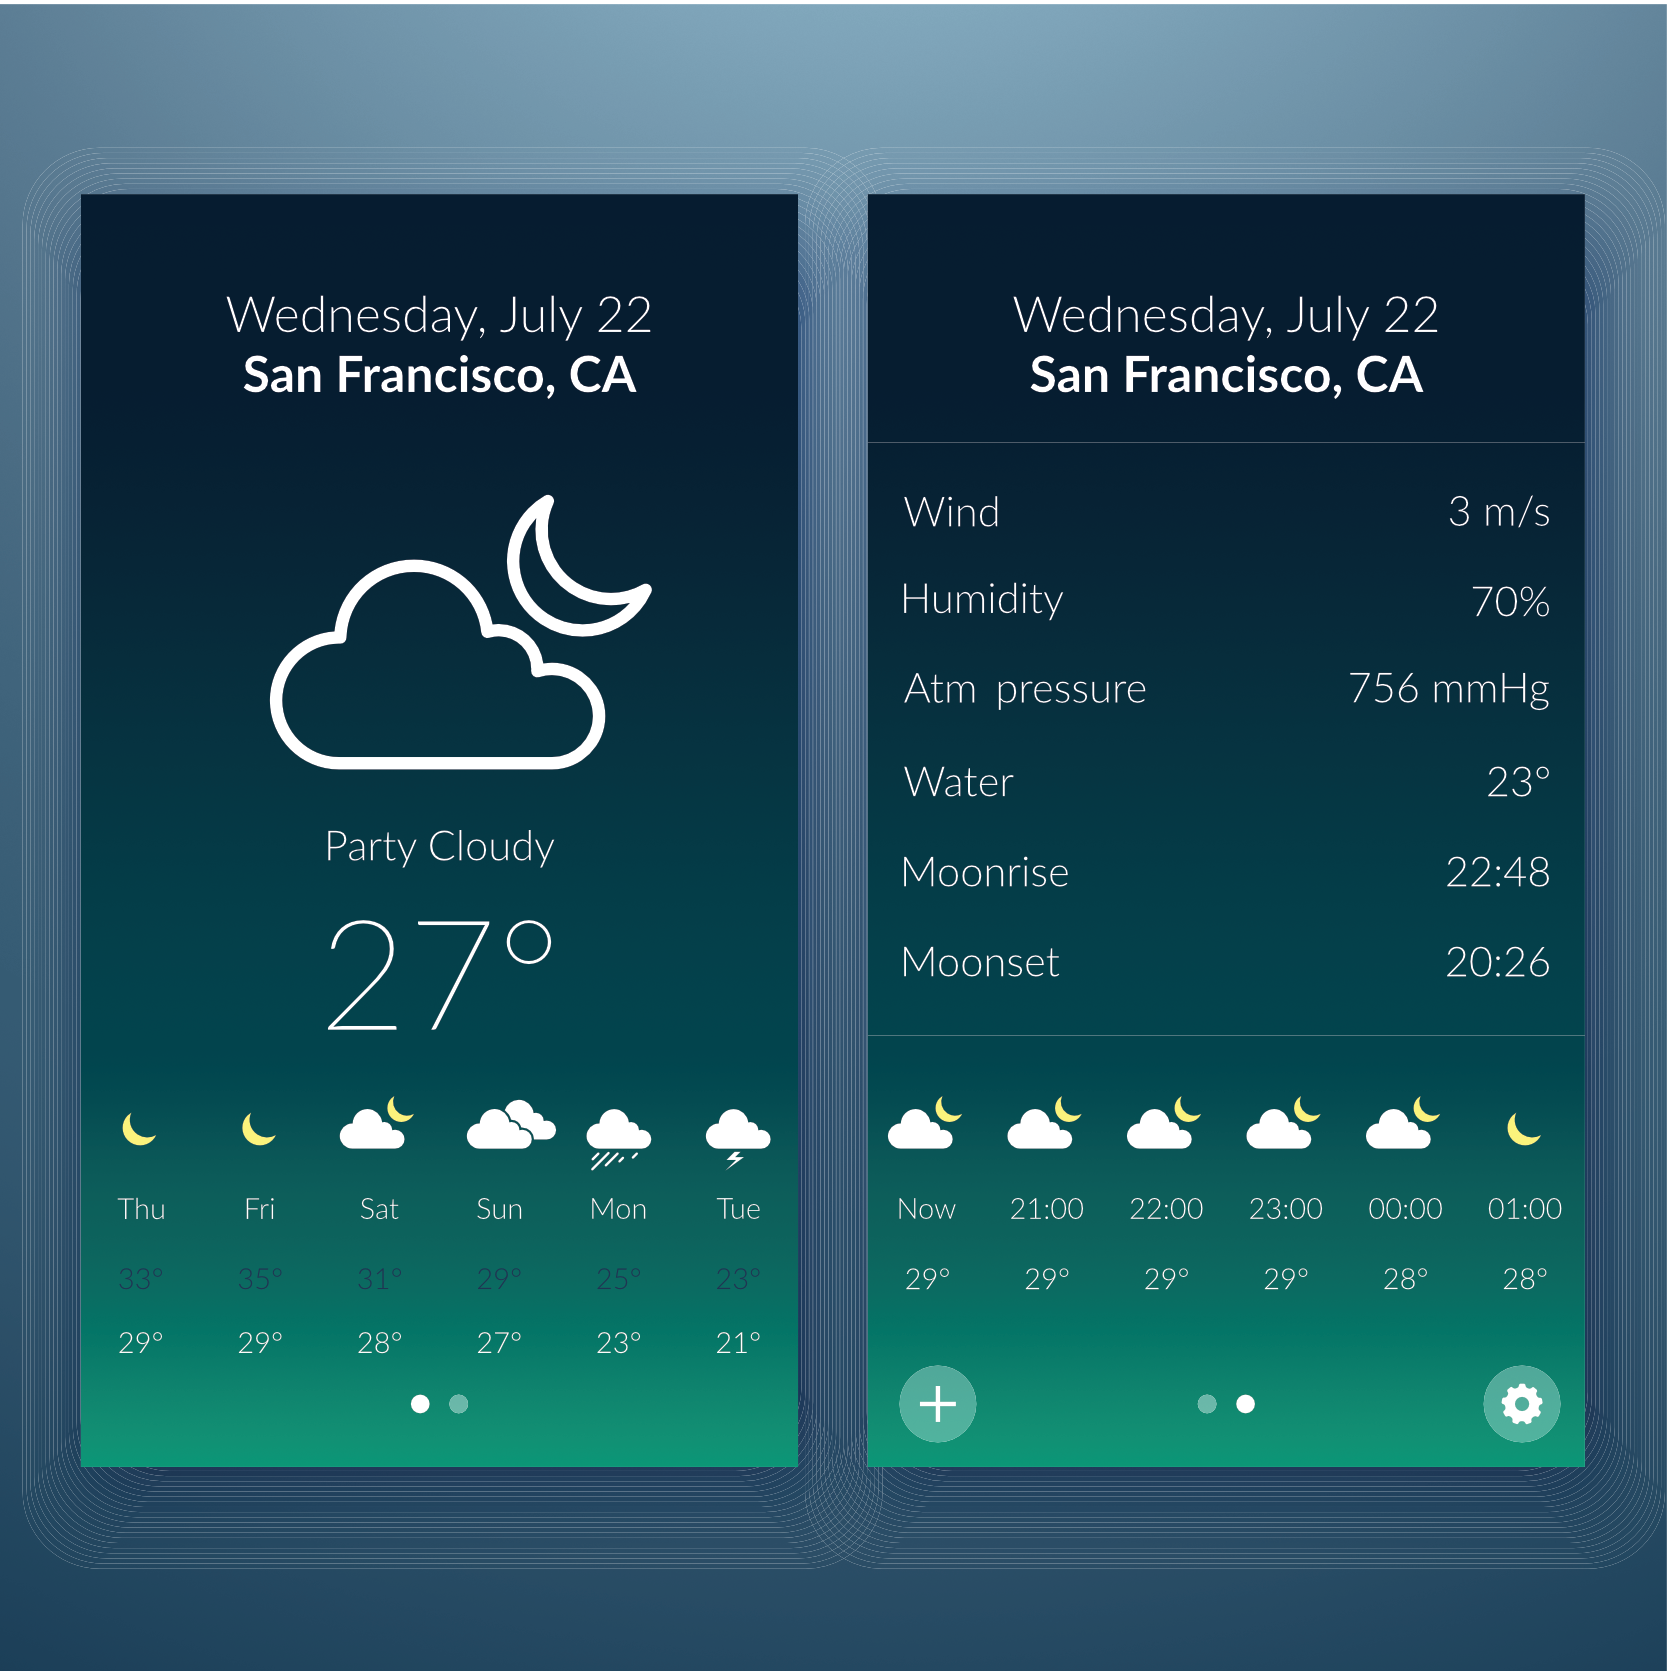 Wednesday, July 22
San Francisco, CA
Party Cloudy
27°
Thu Fri Sat Sun Mon Tue
33° 35° 31° 29° 25° 23°
29° 29° 28° 27° 23° 21°
Wednesday, July 22
San Francisco, CA
Wind 3 m/s
Humidity 70%
Atm pressure 756 mmHg
Water 23°
Moonrise 22:48
Moonset 20:26
Now 21:00 22:00 23:00 00:00 01:00
29° 29° 29° 29° 28° 28°